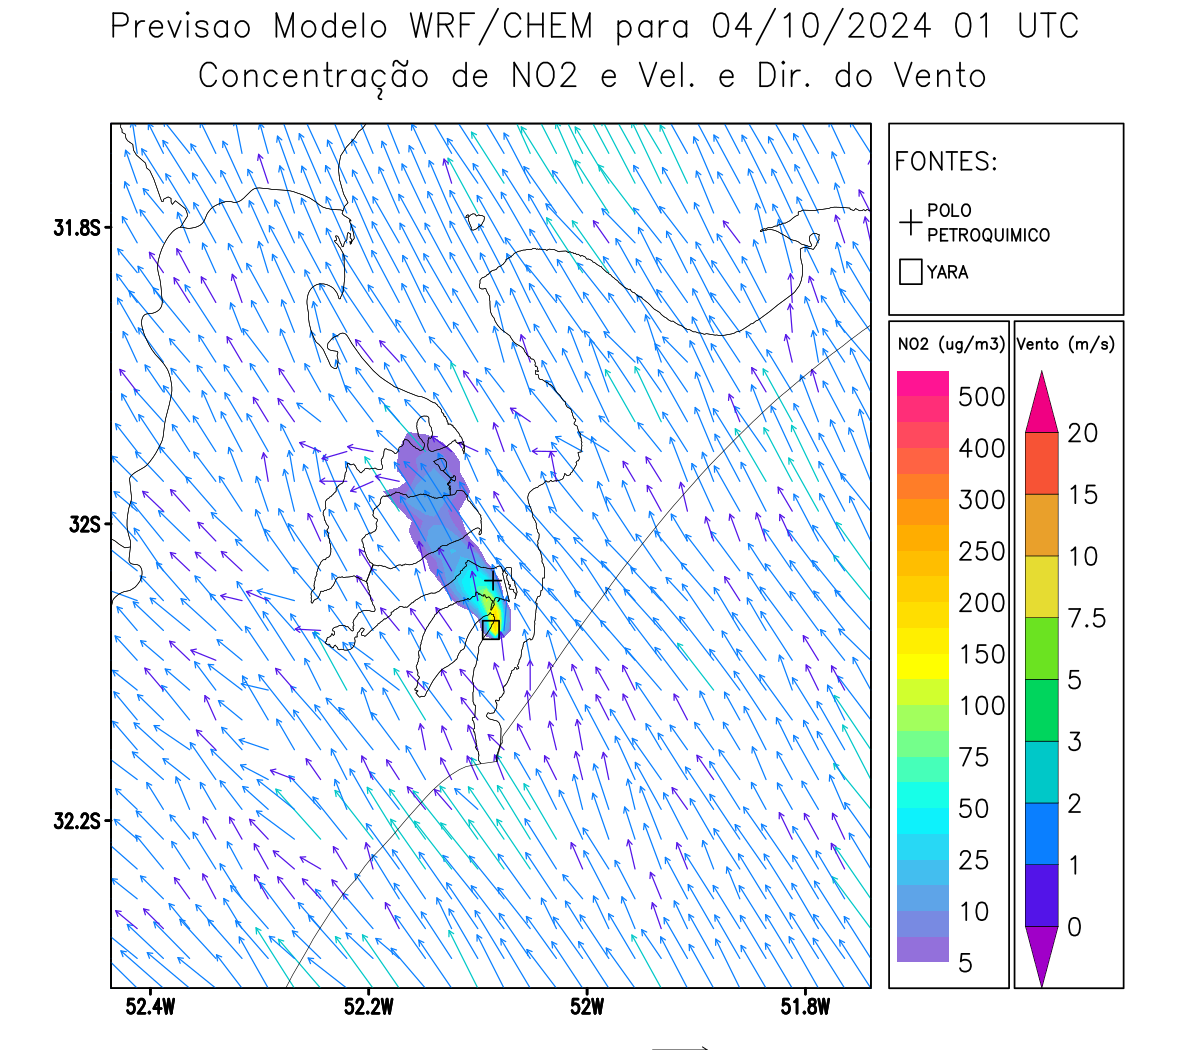 Previsao Modelo WRF/CHEM para 04/10/2024 01 UTC
Concentração de NO2 e Vel. e Dir. do Vento
FONTES:
POLO
PETROQUIMICO
YARA
NO2 (ug/m3)
500
400
300
250
200
150
100
75
50
25
10
5
Vento (m/s)
20
15
10
7.5
5
3
2
1
0
31.8S
32S
32.2S
52.4W
52.2W
52W
51.8W